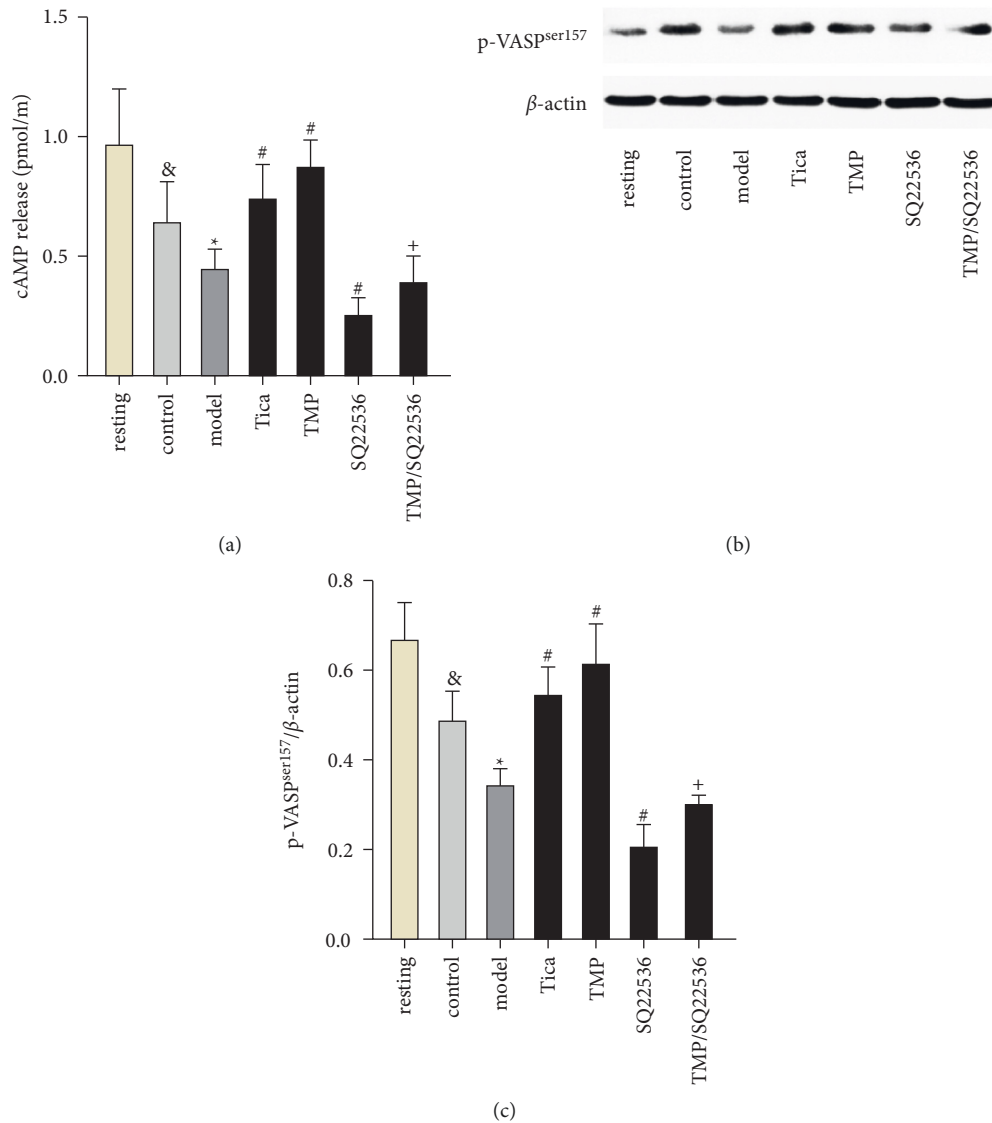 1.5
1.0
0.5
0.0
cAMP release (pmol/m)
&
*
#
#
#
+
resting
control
model
Tica
TMP
SQ22536
TMP/SQ22536
(a)
p-VASPser157
β-actin
resting
control
model
Tica
TMP
SQ22536
TMP/SQ22536
(b)
0.8
0.6
0.4
0.2
0.0
p-VASPser157/β-actin
&
*
#
#
#
+
resting
control
model
Tica
TMP
SQ22536
TMP/SQ22536
(c)